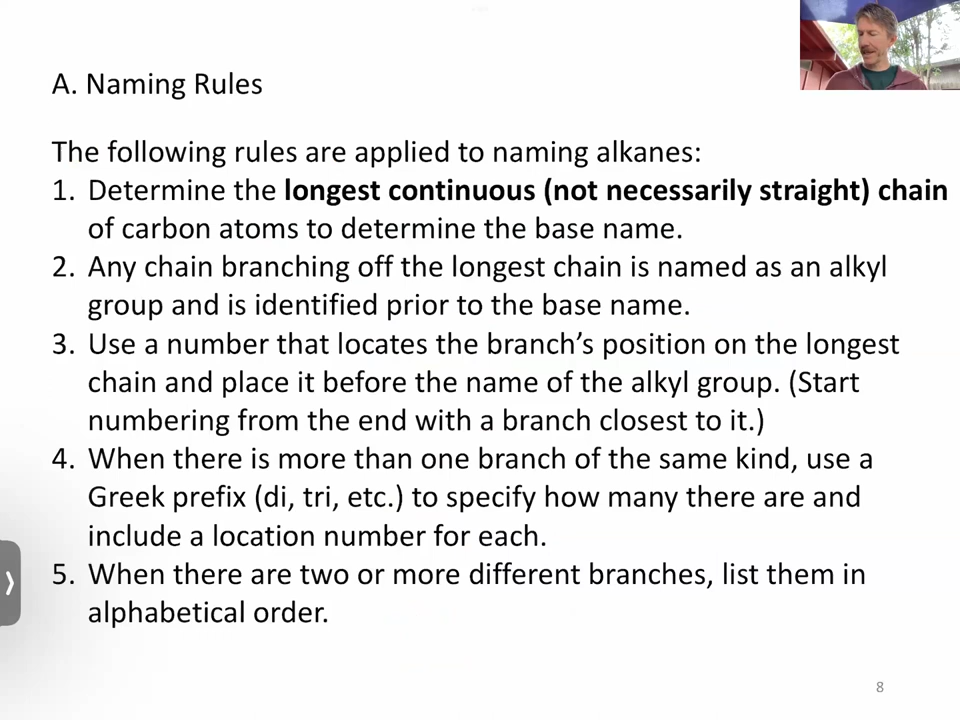 A. Naming Rules
The following rules are applied to naming alkanes:
1. Determine the longest continuous (not necessarily straight) chain
of carbon atoms to determine the base name.
2. Any chain branching off the longest chain is named as an alkyl
group and is identified prior to the base name.
3. Use a number that locates the branch’s position on the longest
chain and place it before the name of the alkyl group. (Start
numbering from the end with a branch closest to it.)
4. When there is more than one branch of the same kind, use a
Greek prefix (di, tri, etc.) to specify how many there are and
include a location number for each.
5. When there are two or more different branches, list them in
alphabetical order.
8